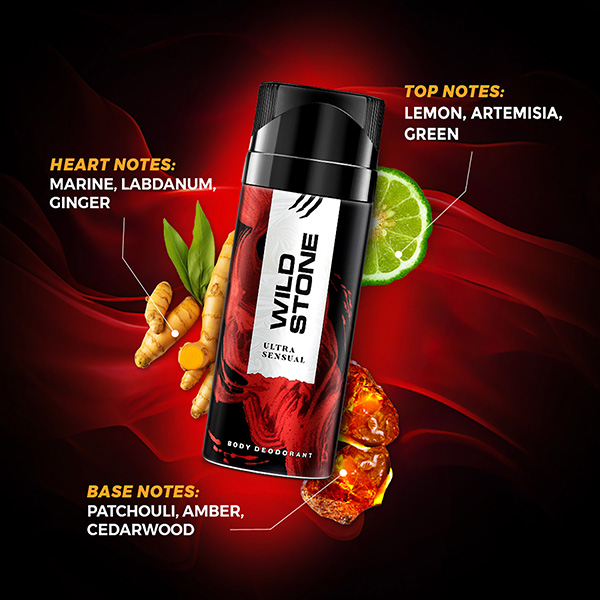 TOP NOTES:
LEMON, ARTEMISIA,
GREEN
HEART NOTES:
MARINE, LABDANUM,
GINGER
WILD
STONE
ULTRA
SENSUAL
BODY DEODORANT
BASE NOTES:
PATCHOULI, AMBER,
CEDARWOOD